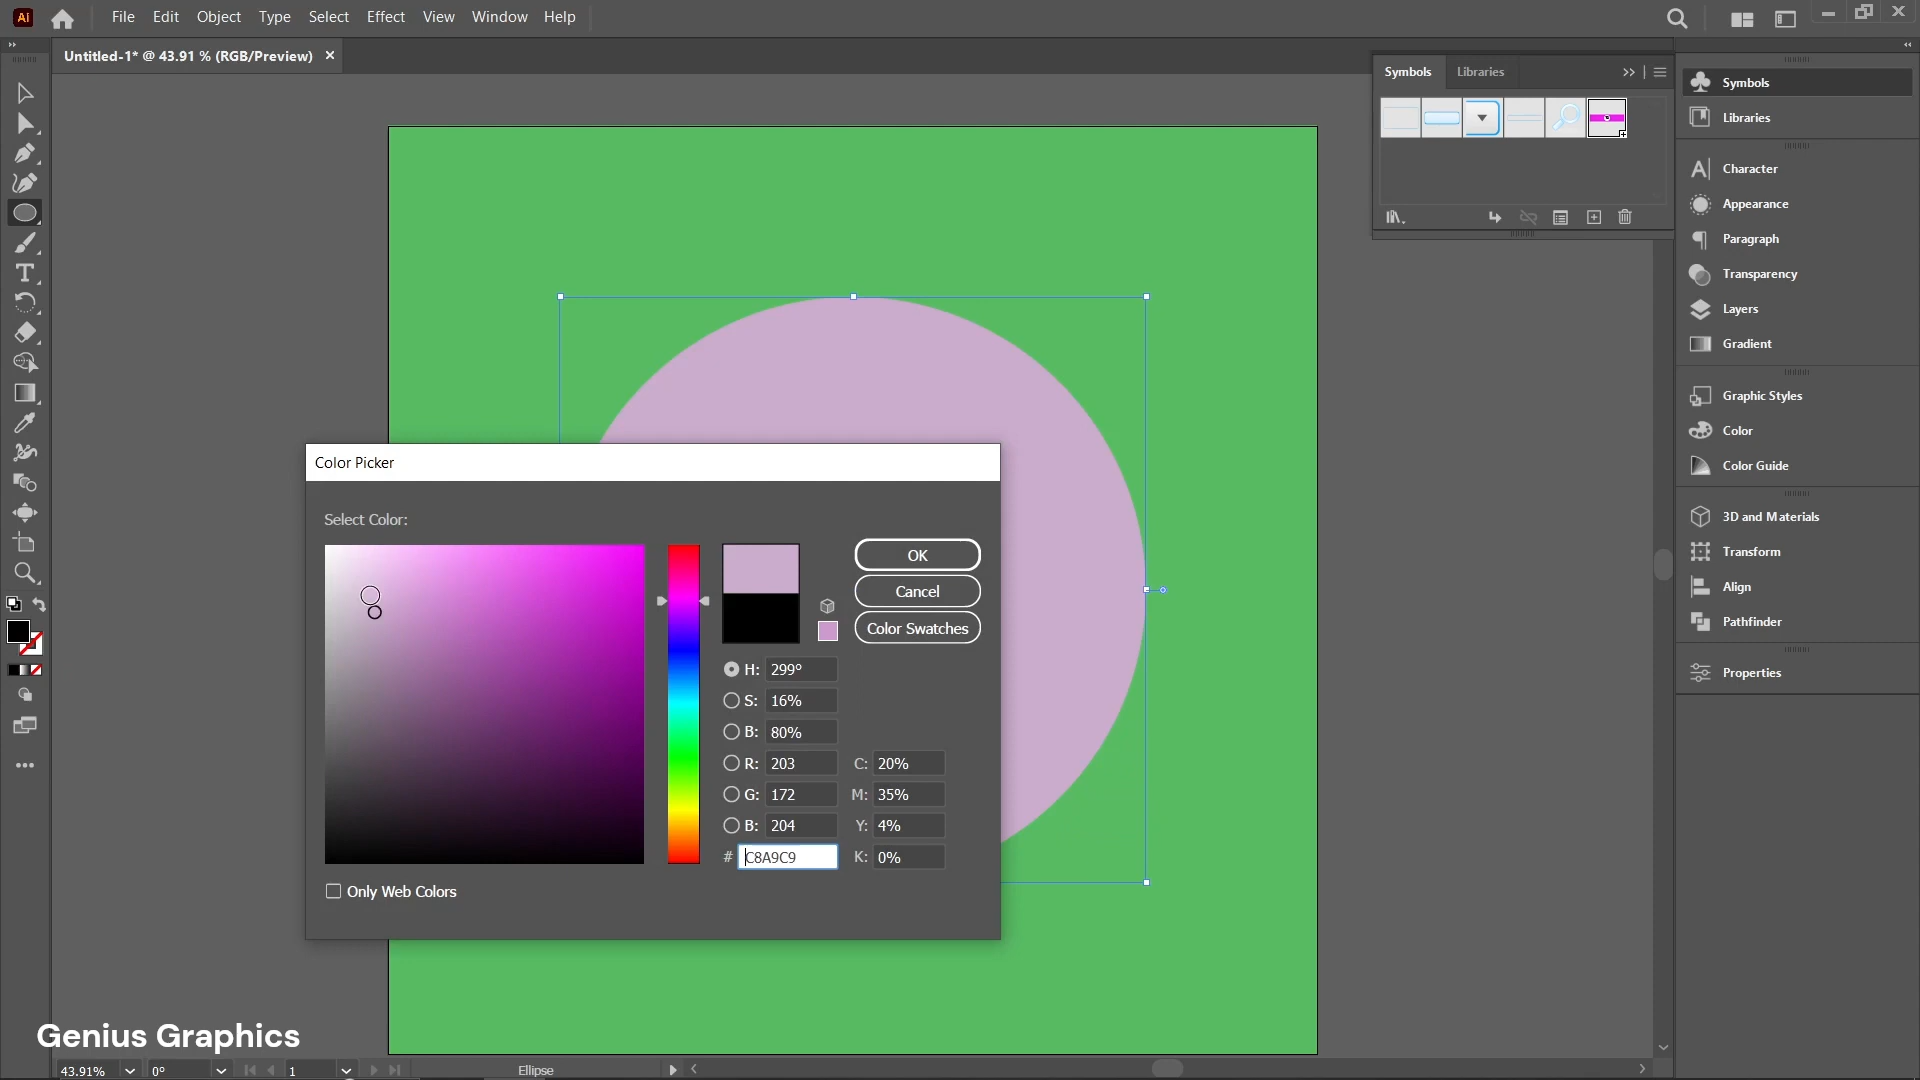 Ai File Edit Object Type Select Effect View Window Help
Untitled-1* @ 43.91 % (RGB/Preview) ×
Symbols Libraries
Symbols
Libraries
Character
Appearance
Paragraph
Transparency
Layers
Gradient
Graphic Styles
Color
Color Guide
3D and Materials
Transform
Align
Pathfinder
Properties
Color Picker
Select Color:
OK
Cancel
Color Swatches
H: 299°
S: 16%
B: 80%
R: 203 C: 20%
G: 172 M: 35%
B: 204 Y: 4%
# C8A9C9 K: 0%
Only Web Colors
Genius Graphics
43.91% 0° 1 Ellipse